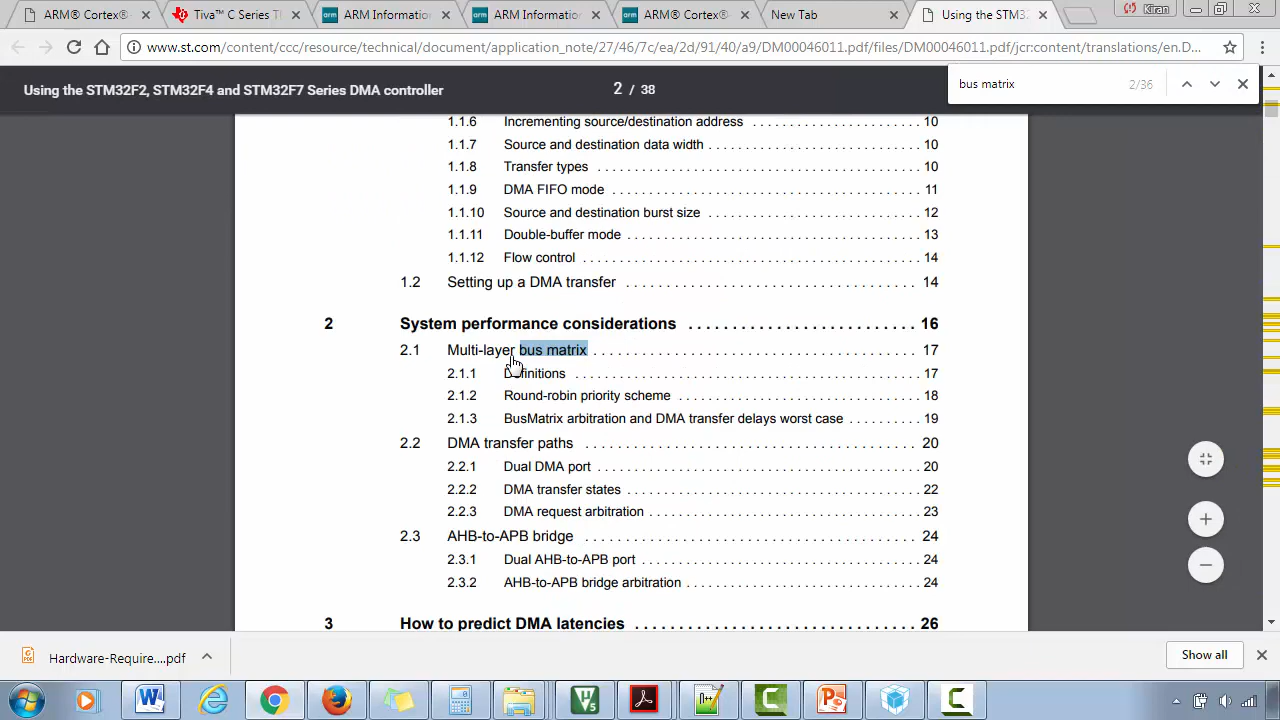 ARM® Cortex®
Tiva™ C Series T
ARM Information
ARM Information
ARM® Cortex®
New Tab
Using the STM3
Kiran
www.st.com/content/ccc/resource/technical/document/application_note/27/46/7c/ea/2d/91/40/a9/DM00046011.pdf/files/DM00046011.pdf/jcr:content/translations/en.D...
Using the STM32F2, STM32F4 and STM32F7 Series DMA controller
2 / 38
bus matrix 2/36
1.1.6 Incrementing source/destination address . . . . . . . . . . . . . . . . . . . . . 10
1.1.7 Source and destination data width . . . . . . . . . . . . . . . . . . . . . . . . . . 10
1.1.8 Transfer types . . . . . . . . . . . . . . . . . . . . . . . . . . . . . . . . . . . . . . . . 10
1.1.9 DMA FIFO mode . . . . . . . . . . . . . . . . . . . . . . . . . . . . . . . . . . . . . . 11
1.1.10 Source and destination burst size . . . . . . . . . . . . . . . . . . . . . . . . . . 12
1.1.11 Double-buffer mode . . . . . . . . . . . . . . . . . . . . . . . . . . . . . . . . . . . . 13
1.1.12 Flow control . . . . . . . . . . . . . . . . . . . . . . . . . . . . . . . . . . . . . . . . . . 14
1.2 Setting up a DMA transfer . . . . . . . . . . . . . . . . . . . . . . . . . . . . . . . . . . . 14
2 System performance considerations . . . . . . . . . . . . . . . . . . . . . . . . 16
2.1 Multi-layer bus matrix . . . . . . . . . . . . . . . . . . . . . . . . . . . . . . . . . . . . . . 17
2.1.1 Definitions . . . . . . . . . . . . . . . . . . . . . . . . . . . . . . . . . . . . . . . . . . . 17
2.1.2 Round-robin priority scheme . . . . . . . . . . . . . . . . . . . . . . . . . . . . . . 18
2.1.3 BusMatrix arbitration and DMA transfer delays worst case . . . . . . . . . . 19
2.2 DMA transfer paths . . . . . . . . . . . . . . . . . . . . . . . . . . . . . . . . . . . . . . . 20
2.2.1 Dual DMA port . . . . . . . . . . . . . . . . . . . . . . . . . . . . . . . . . . . . . . . . 20
2.2.2 DMA transfer states . . . . . . . . . . . . . . . . . . . . . . . . . . . . . . . . . . . . 22
2.2.3 DMA request arbitration . . . . . . . . . . . . . . . . . . . . . . . . . . . . . . . . . 23
2.3 AHB-to-APB bridge . . . . . . . . . . . . . . . . . . . . . . . . . . . . . . . . . . . . . . . 24
2.3.1 Dual AHB-to-APB port . . . . . . . . . . . . . . . . . . . . . . . . . . . . . . . . . . 24
2.3.2 AHB-to-APB bridge arbitration . . . . . . . . . . . . . . . . . . . . . . . . . . . . . 24
3 How to predict DMA latencies . . . . . . . . . . . . . . . . . . . . . . . . . . . . . 26
Hardware-Require....pdf
Show all